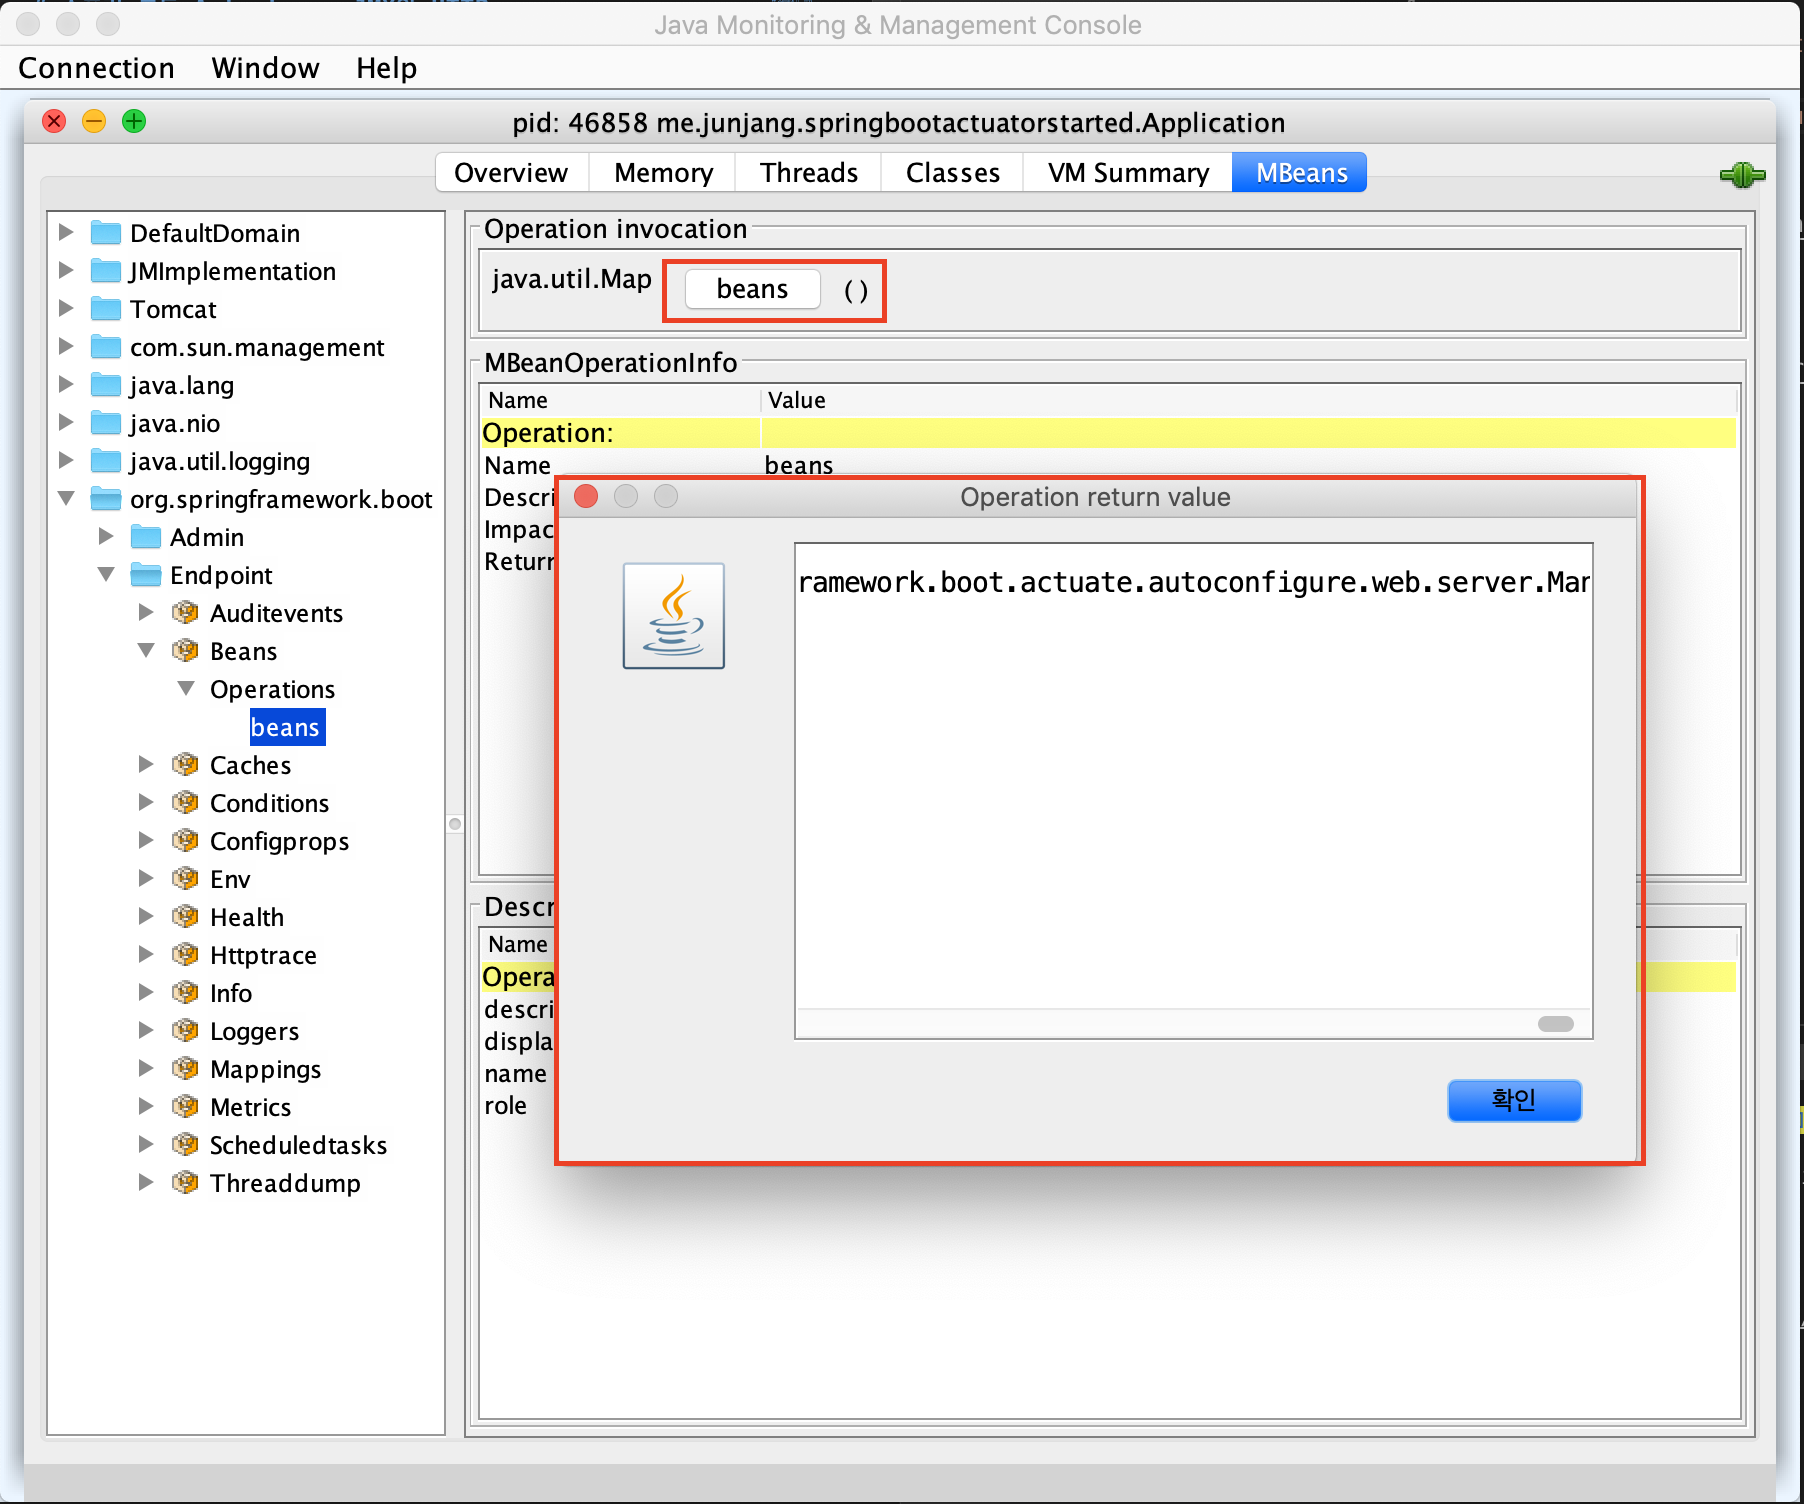 Java Monitoring & Management Console
Connection Window Help
pid: 46858 me.junjang.springbootactuatorstarted.Application
Overview Memory Threads Classes VM Summary MBeans
DefaultDomain
JMImplementation
Tomcat
com.sun.management
java.lang
java.nio
java.util.logging
org.springframework.boot
Admin
Endpoint
Auditevents
Beans
Operations
beans
Caches
Conditions
Configprops
Env
Health
Httptrace
Info
Loggers
Mappings
Metrics
Scheduledtasks
Threaddump
Operation invocation
java.util.Map beans ( )
MBeanOperationInfo
Name Value
Operation:
Name beans
Descri
Impac
Return
Operation return value
ramework.boot.actuate.autoconfigure.web.server.Man
확인
Descr
Name
Opera
descri
displa
name
role